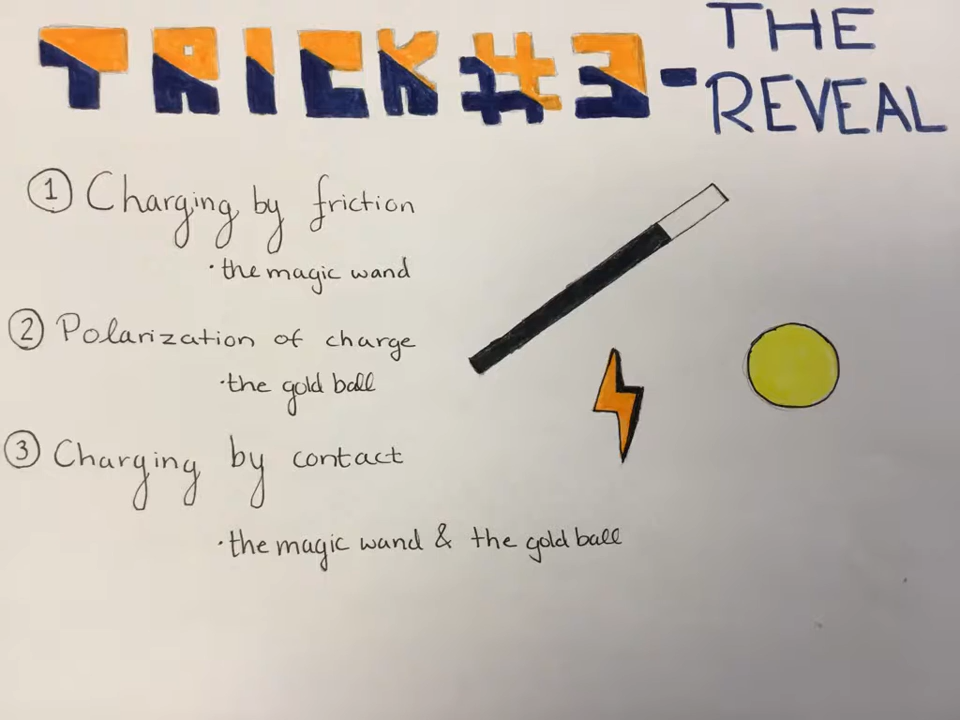 TRICK #3 - THE REVEAL
① Charging by friction
· the magic wand
② Polarization of charge
· the gold ball
③ Charging by contact
· the magic wand & the gold ball